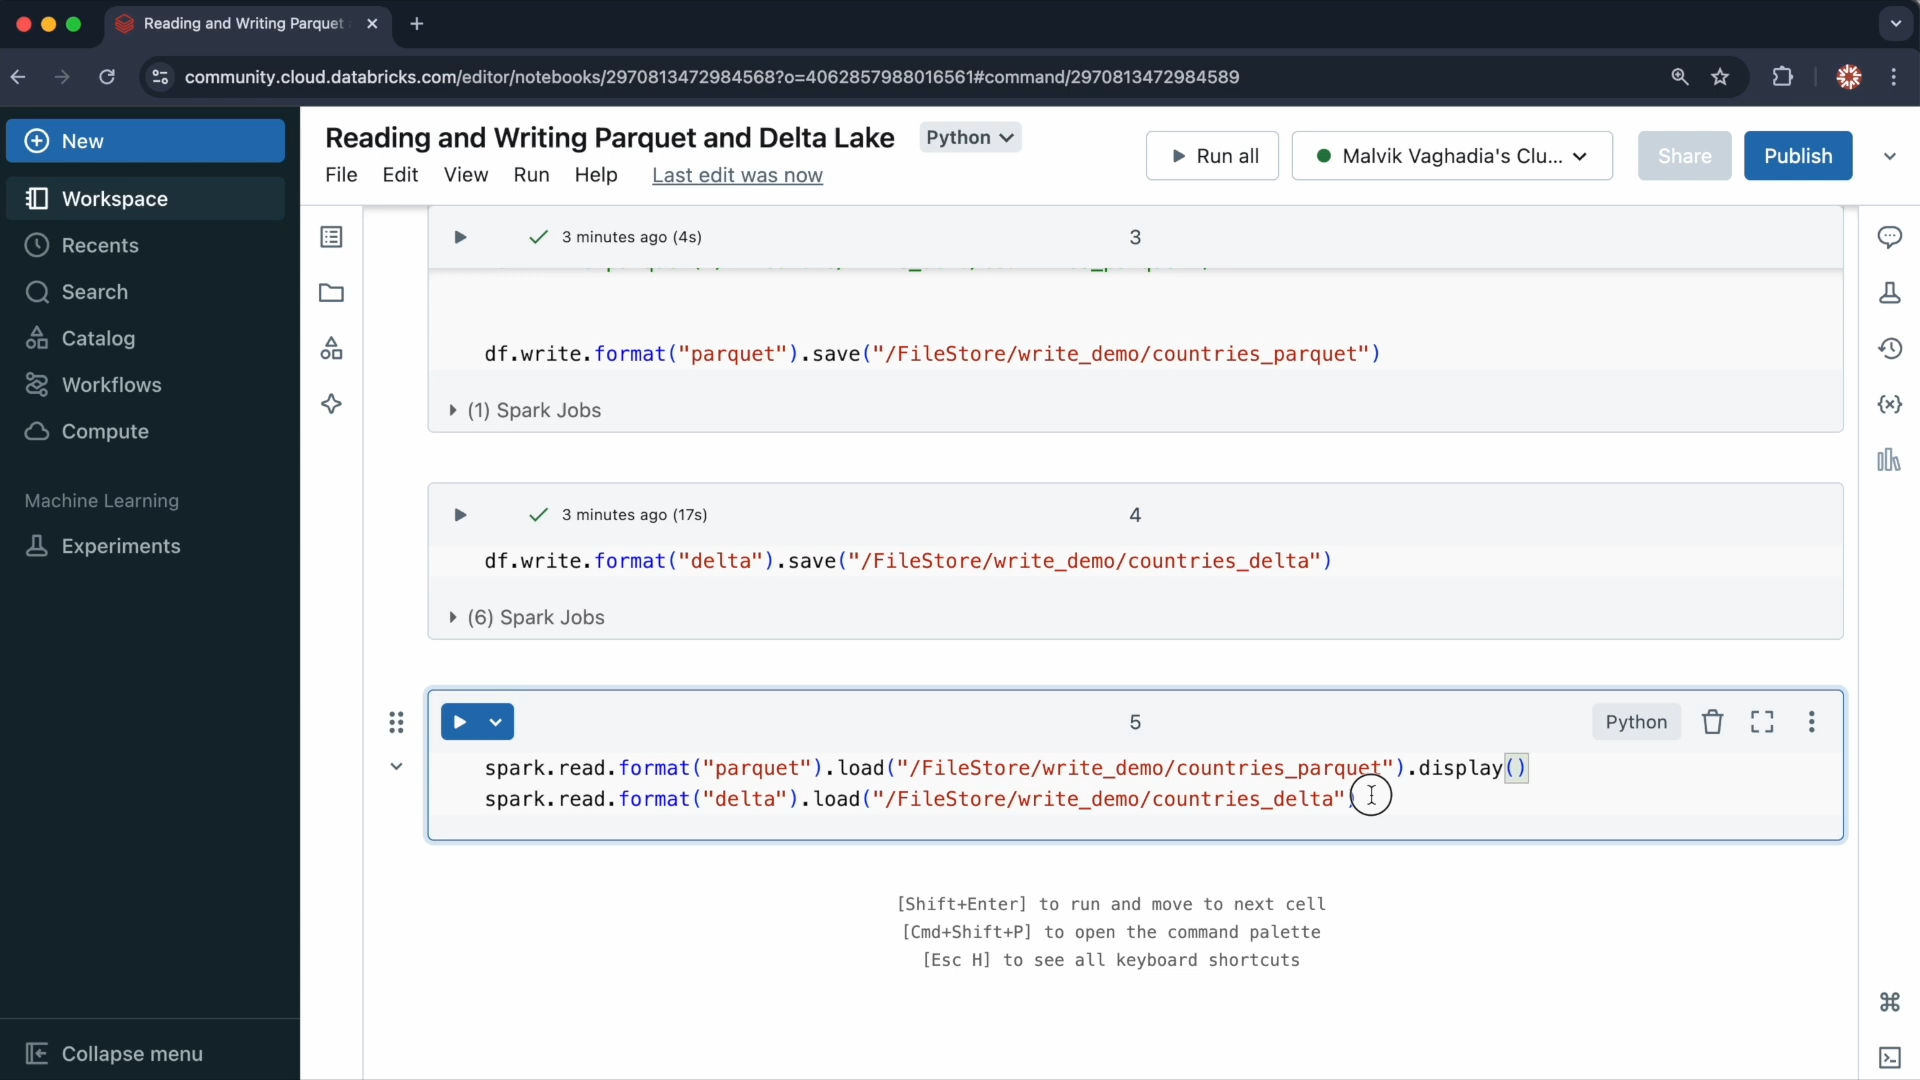 Reading and Writing Parquet
community.cloud.databricks.com/editor/notebooks/2970813472984568?o=4062857988016561#command/2970813472984589
New
Workspace
Recents
Search
Catalog
Workflows
Compute
Machine Learning
Experiments
Collapse menu
Reading and Writing Parquet and Delta Lake
Python
File Edit View Run Help Last edit was now
Run all
Malvik Vaghadia's Clu...
Share
Publish
3 minutes ago (4s)
3
df.write.format("parquet").save("/FileStore/write_demo/countries_parquet")
(1) Spark Jobs
3 minutes ago (17s)
4
df.write.format("delta").save("/FileStore/write_demo/countries_delta")
(6) Spark Jobs
5
Python
spark.read.format("parquet").load("/FileStore/write_demo/countries_parquet").display()
spark.read.format("delta").load("/FileStore/write_demo/countries_delta")
[Shift+Enter] to run and move to next cell
[Cmd+Shift+P] to open the command palette
[Esc H] to see all keyboard shortcuts